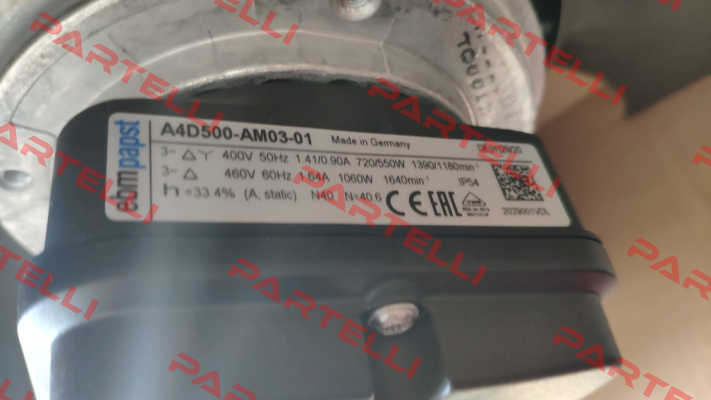 ebmpapst
A4D500-AM03-01 Made in Germany
3~ △ Y 400V 50Hz 1.41/0.90A 720/550W 1390/1180min⁻¹
3~ △ 460V 60Hz 1.64A 1060W 1640min⁻¹ IP54
η =33.4% (A, static) N40 N=40.6 CE EAC
2029001VDL
PARTELLI
PARTELLI
PARTELLI
PARTELLI
PARTELLI
PARTELLI
PARTELLI
PARTELLI
PARTELLI